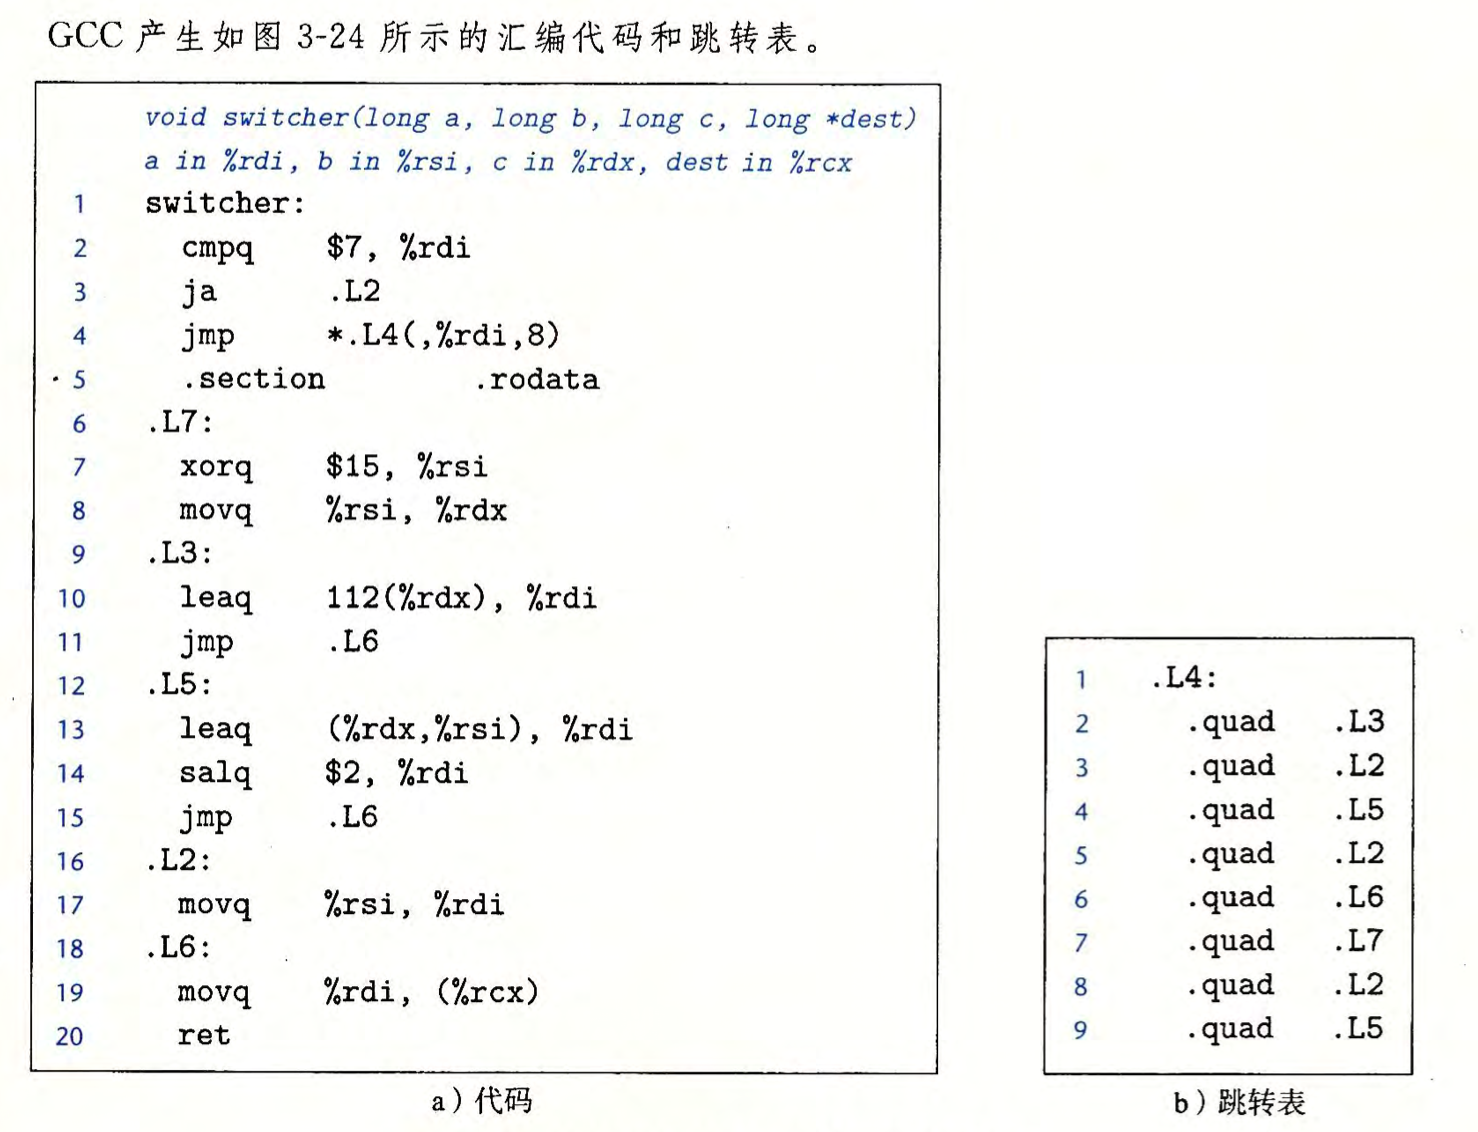 GCC 产生如图 3-24 所示的汇编代码和跳转表。
void switcher(long a, long b, long c, long *dest)
a in %rdi, b in %rsi, c in %rdx, dest in %rcx
1 switcher:
2 cmpq $7, %rdi
3 ja .L2
4 jmp *.L4(,%rdi,8)
5 .section .rodata
6 .L7:
7 xorq $15, %rsi
8 movq %rsi, %rdx
9 .L3:
10 leaq 112(%rdx), %rdi
11 jmp .L6
12 .L5:
13 leaq (%rdx,%rsi), %rdi
14 salq $2, %rdi
15 jmp .L6
16 .L2:
17 movq %rsi, %rdi
18 .L6:
19 movq %rdi, (%rcx)
20 ret
a）代码
1 .L4:
2 .quad .L3
3 .quad .L2
4 .quad .L5
5 .quad .L2
6 .quad .L6
7 .quad .L7
8 .quad .L2
9 .quad .L5
b）跳转表